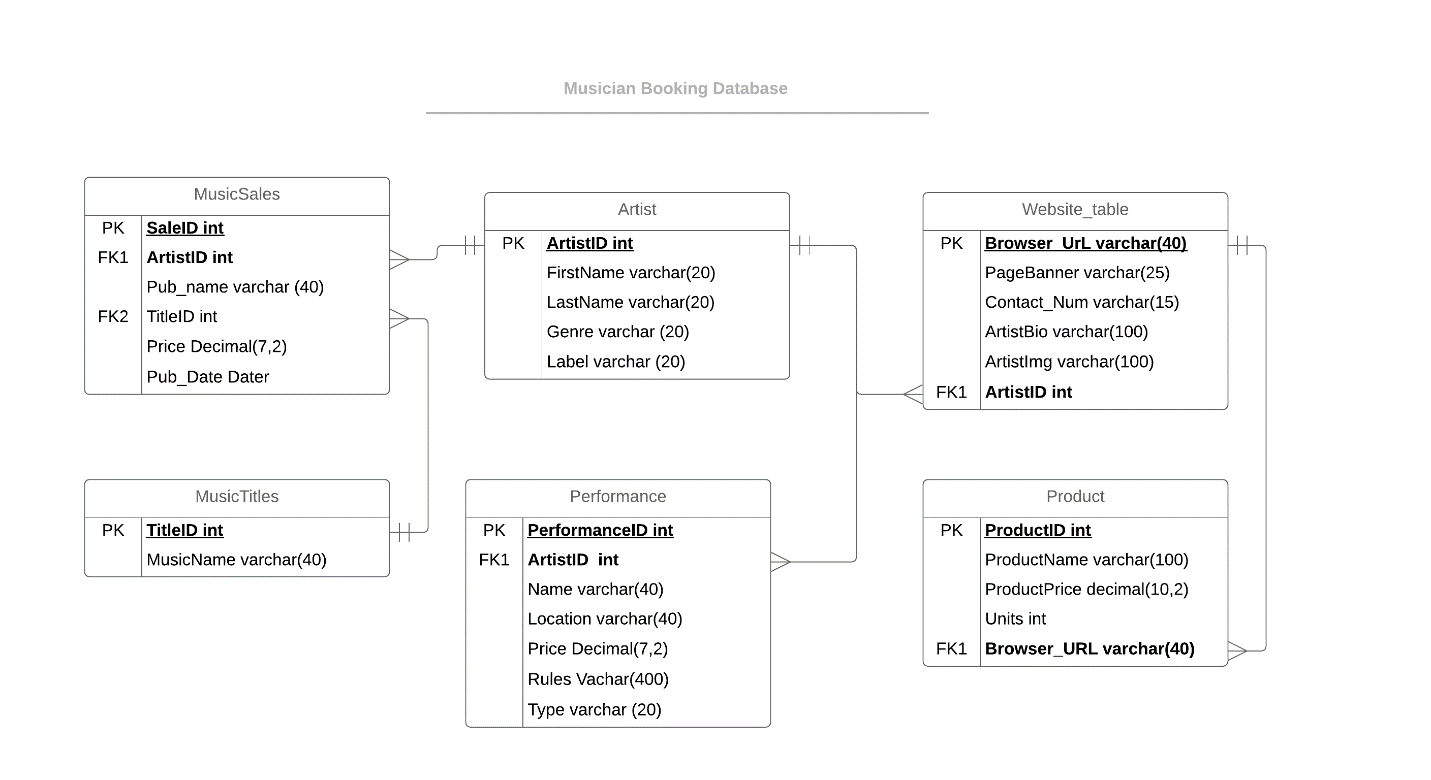 Musician Booking Database
MusicSales
PK SaleID int
FK1 ArtistID int
Pub_name varchar (40)
FK2 TitleID int
Price Decimal(7,2)
Pub_Date Dater
Artist
PK ArtistID int
FirstName varchar(20)
LastName varchar(20)
Genre varchar (20)
Label varchar (20)
Website_table
PK Browser_UrL varchar(40)
PageBanner varchar(25)
Contact_Num varchar(15)
ArtistBio varchar(100)
ArtistImg varchar(100)
FK1 ArtistID int
MusicTitles
PK TitleID int
MusicName varchar(40)
Performance
PK PerformanceID int
FK1 ArtistID int
Name varchar(40)
Location varchar(40)
Price Decimal(7,2)
Rules Vachar(400)
Type varchar (20)
Product
PK ProductID int
ProductName varchar(100)
ProductPrice decimal(10,2)
Units int
FK1 Browser_URL varchar(40)